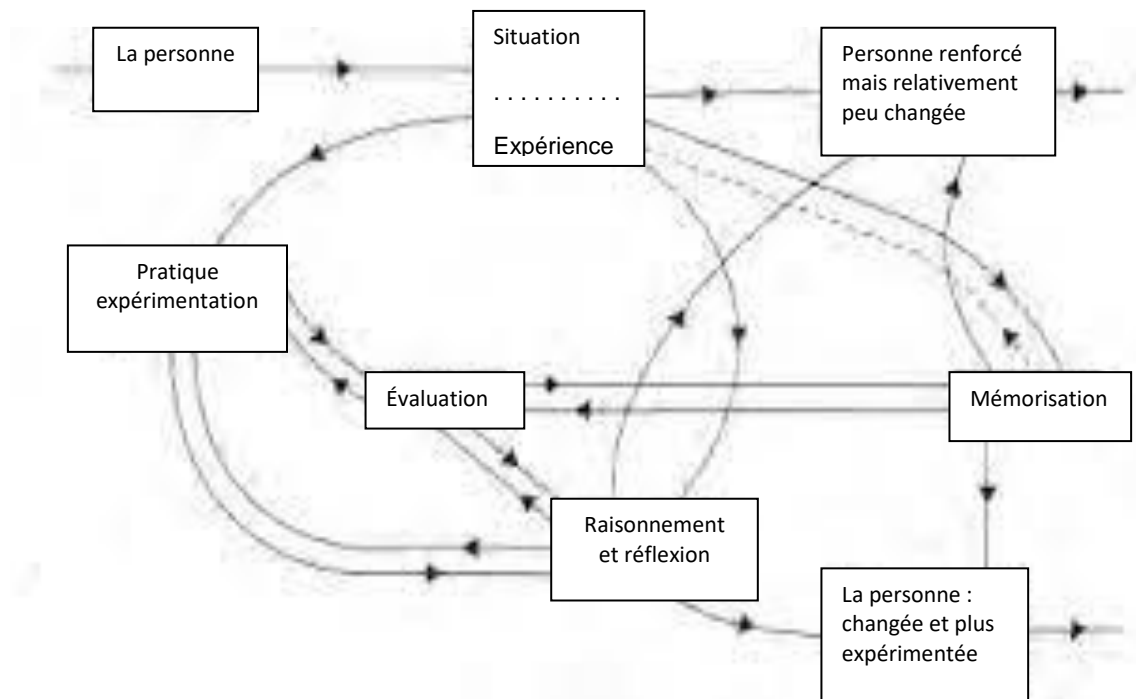 La personne
Situation
. . . . . . . . . .
Expérience
Personne renforcé
mais relativement
peu changée
Pratique
expérimentation
Évaluation
Mémorisation
Raisonnement
et réflexion
La personne :
changée et plus
expérimentée